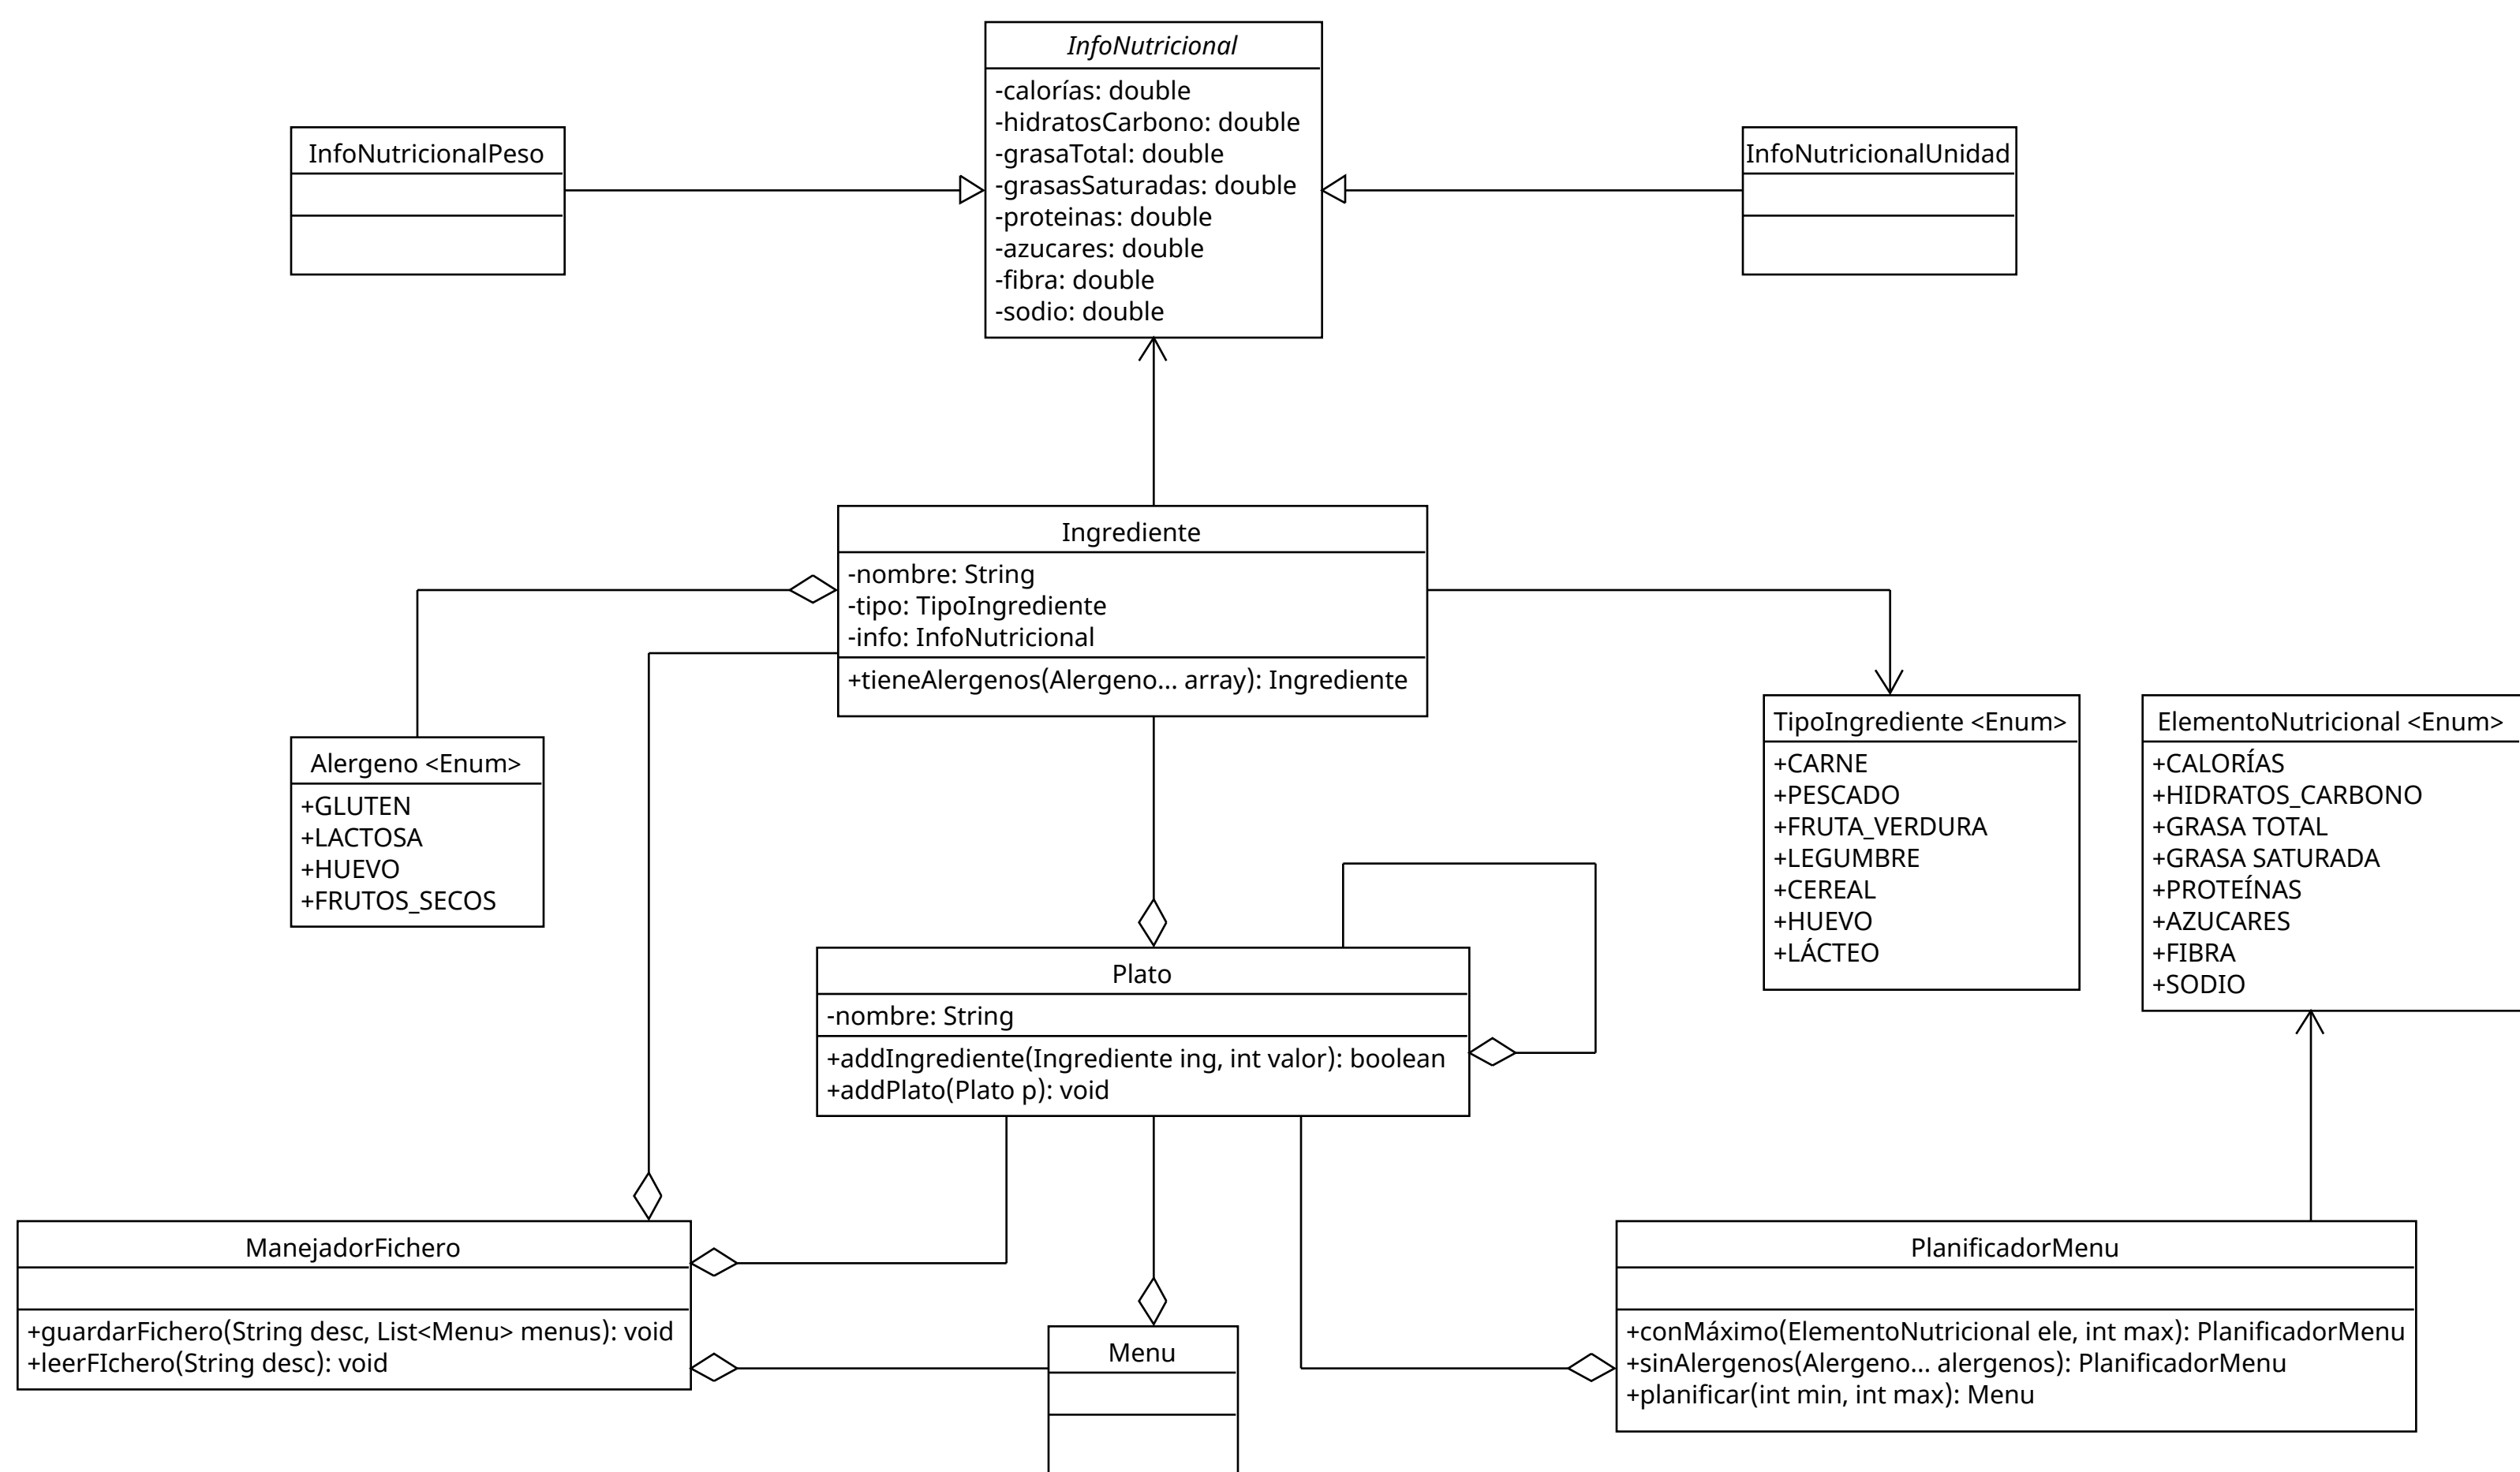 InfoNutricional
-calorías: double
-hidratosCarbono: double
-grasaTotal: double
-grasasSaturadas: double
-proteinas: double
-azucares: double
-fibra: double
-sodio: double
InfoNutricionalPeso
InfoNutricionalUnidad
Ingrediente
-nombre: String
-tipo: TipoIngrediente
-info: InfoNutricional
+tieneAlergenos(Alergeno... array): Ingrediente
Alergeno <Enum>
+GLUTEN
+LACTOSA
+HUEVO
+FRUTOS_SECOS
TipoIngrediente <Enum>
+CARNE
+PESCADO
+FRUTA_VERDURA
+LEGUMBRE
+CEREAL
+HUEVO
+LÁCTEO
ElementoNutricional <Enum>
+CALORÍAS
+HIDRATOS_CARBONO
+GRASA TOTAL
+GRASA SATURADA
+PROTEÍNAS
+AZUCARES
+FIBRA
+SODIO
Plato
-nombre: String
+addIngrediente(Ingrediente ing, int valor): boolean
+addPlato(Plato p): void
ManejadorFichero
+guardarFichero(String desc, List<Menu> menus): void
+leerFIchero(String desc): void
Menu
PlanificadorMenu
+conMáximo(ElementoNutricional ele, int max): PlanificadorMenu
+sinAlergenos(Alergeno... alergenos): PlanificadorMenu
+planificar(int min, int max): Menu